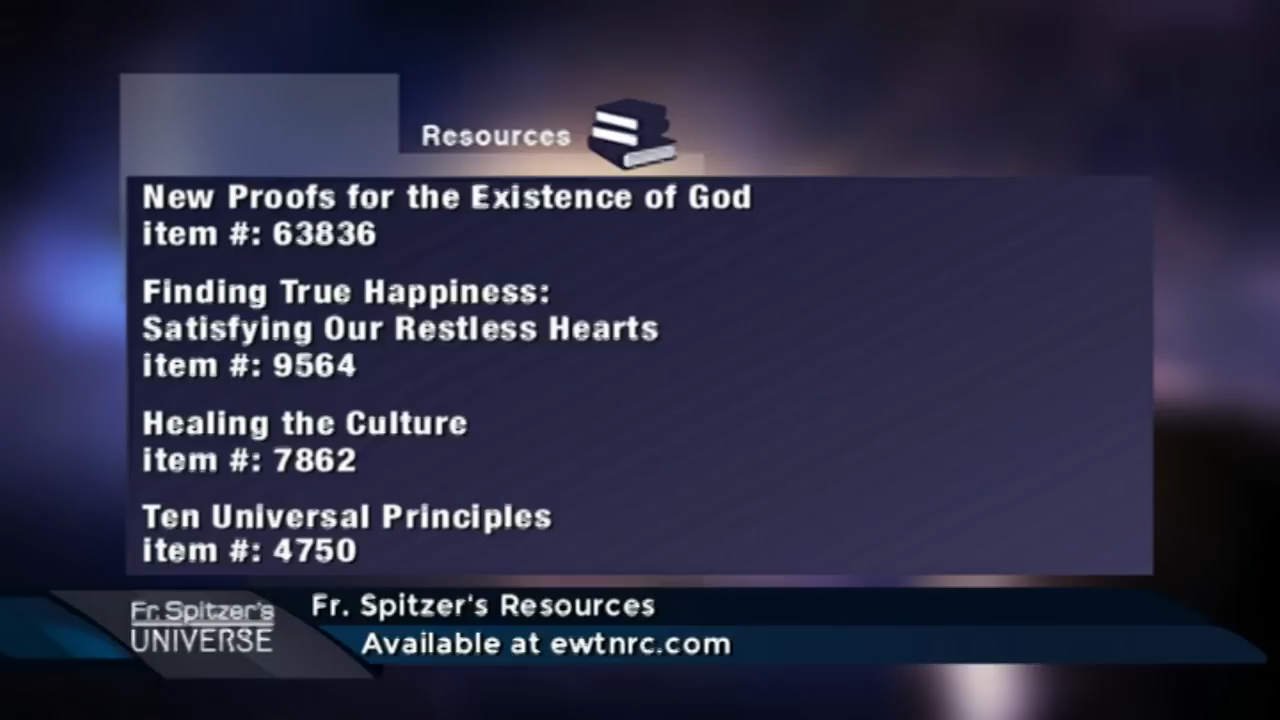 Resources
New Proofs for the Existence of God
item #: 63836
Finding True Happiness:
Satisfying Our Restless Hearts
item #: 9564
Healing the Culture
item #: 7862
Ten Universal Principles
item #: 4750
Fr. Spitzer's
UNIVERSE
Fr. Spitzer's Resources
Available at ewtnrc.com